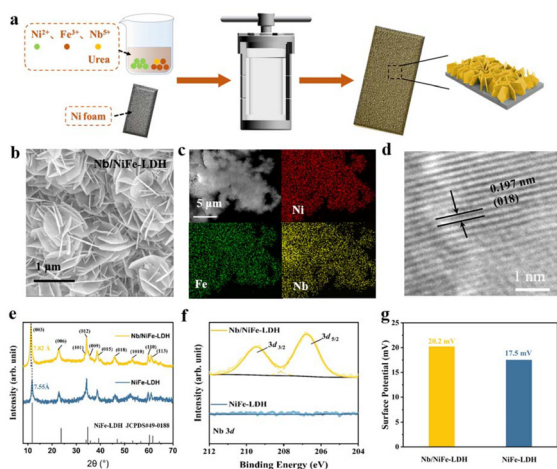 a
Ni²⁺、 Fe³⁺、 Nb⁵⁺
Urea
Ni foam
b
Nb/NiFe-LDH
1 μm
c
5 μm
Ni
Fe
Nb
d
0.197 nm
(018)
1 nm
e
Intensity (arb. unit)
(003)
(006)
(101)
(012)
(009)
(015)
(018)
(1010)
(110)
(113)
Nb/NiFe-LDH
7.55Å
NiFe-LDH
NiFe-LDH JCPDS#49-0188
10 20 30 40 50 60 70
2θ (°)
f
Intensity (arb. unit)
Nb/NiFe-LDH
3d 3/2
3d 5/2
NiFe-LDH
Nb 3d
212 210 208 206 204
Binding Energy (eV)
g
Surface Potential (mV)
25
20
15
10
5
0
20.2 mV
17.5 mV
Nb/NiFe-LDH NiFe-LDH